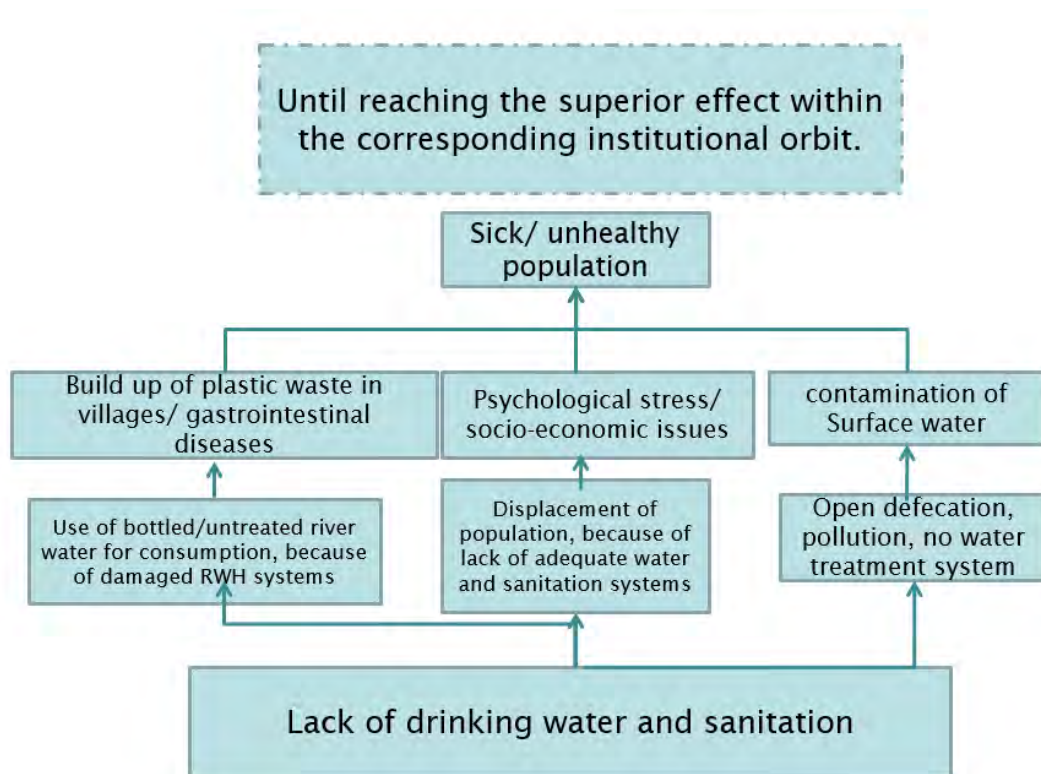 Until reaching the superior effect within
the corresponding institutional orbit.
Sick/ unhealthy
population
Build up of plastic waste in
villages/ gastrointestinal
diseases
Psychological stress/
socio-economic issues
contamination of
Surface water
Use of bottled/untreated river
water for consumption, because
of damaged RWH systems
Displacement of
population, because of
lack of adequate water
and sanitation systems
Open defecation,
pollution, no water
treatment system
Lack of drinking water and sanitation